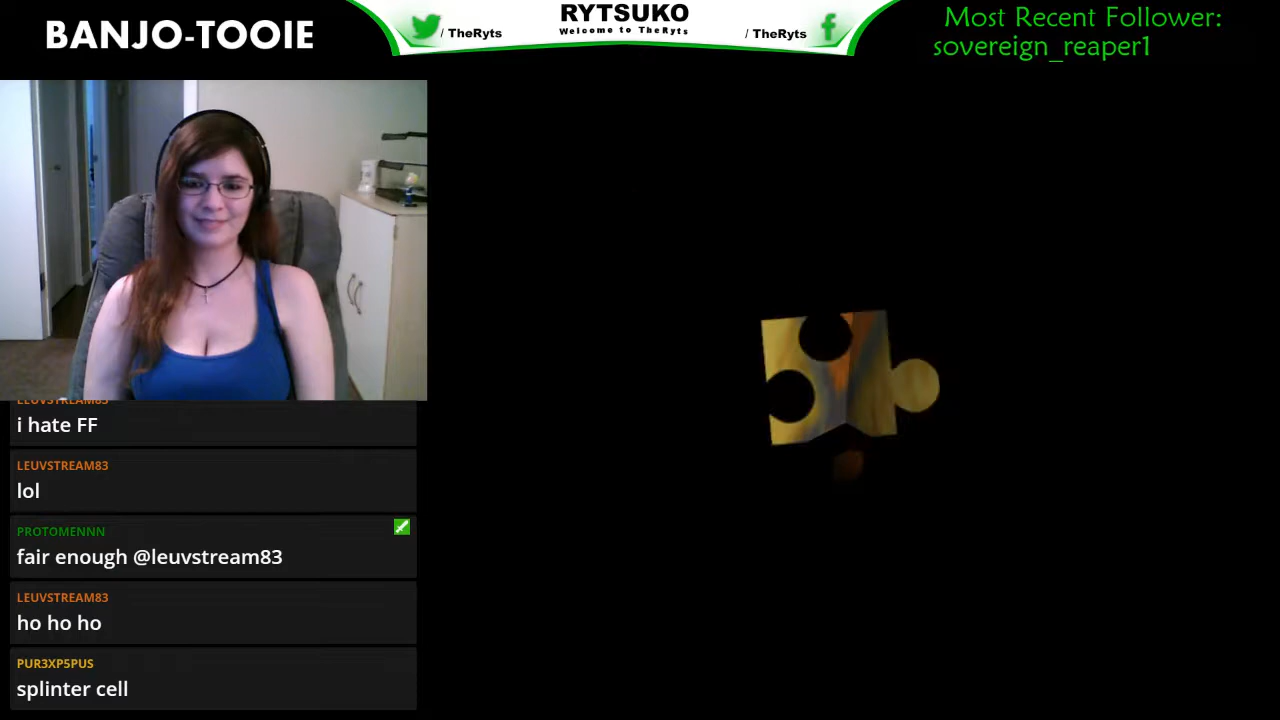 BANJO-TOOIE
/ TheRyts
RYTSUKO
Welcome to TheRyts
/ TheRyts
Most Recent Follower:
sovereign_reaper1
LEUVSTREAM83
i hate FF
LEUVSTREAM83
lol
PROTOMENNN
fair enough @leuvstream83
LEUVSTREAM83
ho ho ho
PUR3XP5PUS
splinter cell